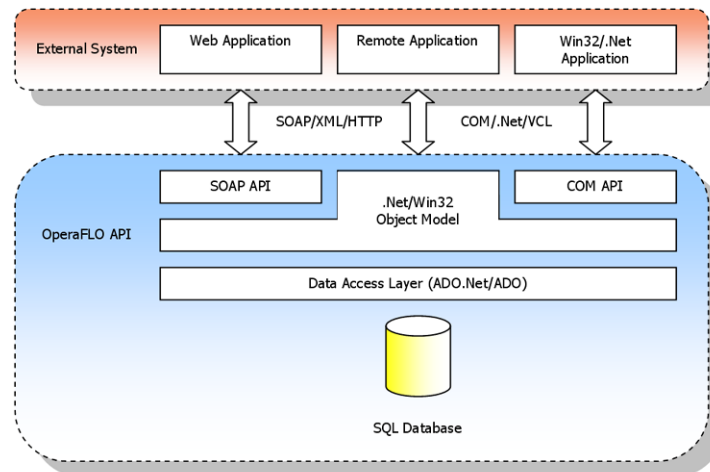 External System
Web Application
Remote Application
Win32/.Net
Application
SOAP/XML/HTTP
COM/.Net/VCL
SOAP API
.Net/Win32
Object Model
COM API
OperaFLO API
Data Access Layer (ADO.Net/ADO)
SQL Database